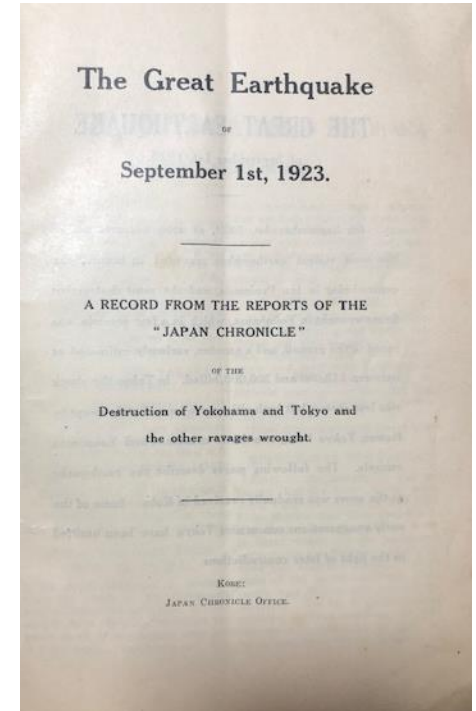 The Great Earthquake
OF
September 1st, 1923.
A RECORD FROM THE REPORTS OF THE
"JAPAN CHRONICLE"
OF THE
Destruction of Yokohama and Tokyo and
the other ravages wrought.
KOBE:
JAPAN CHRONICLE OFFICE.